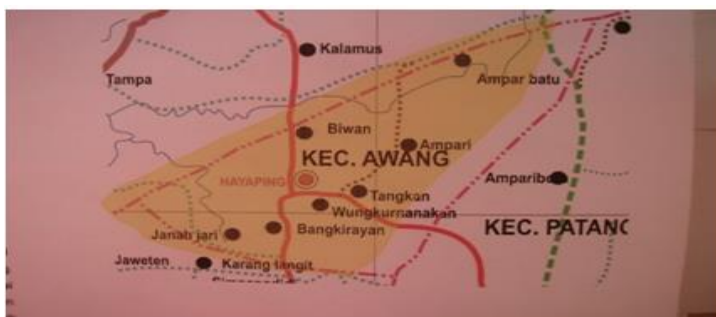 Kalamus
Tampa
Ampar batu
Biwan
Ampari
KEC. AWANG
HAYAPING
Ampari
Tangkan
Wungkurnanakan
KEC. PATANG
Bangkirayan
Janah jari
Jaweten
Karang langit